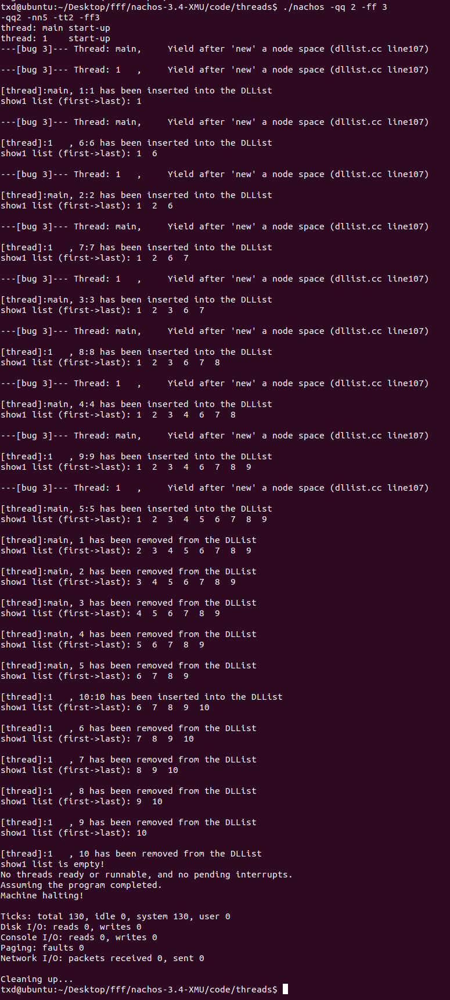 txd@ubuntu:~/Desktop/fff/nachos-3.4-XMU/code/threads$ ./nachos -qq 2 -ff 3
-qq2 -nn5 -tt2 -ff3
thread: main start-up
thread: 1    start-up
---[bug 3]--- Thread: main,     Yield after 'new' a node space (dllist.cc line107)

---[bug 3]--- Thread: 1   ,     Yield after 'new' a node space (dllist.cc line107)

[thread]:main, 1:1 has been inserted into the DLList
show1 list (first->last): 1

---[bug 3]--- Thread: main,     Yield after 'new' a node space (dllist.cc line107)

[thread]:1   , 6:6 has been inserted into the DLList
show1 list (first->last): 1  6

---[bug 3]--- Thread: 1   ,     Yield after 'new' a node space (dllist.cc line107)

[thread]:main, 2:2 has been inserted into the DLList
show1 list (first->last): 1  2  6

---[bug 3]--- Thread: main,     Yield after 'new' a node space (dllist.cc line107)

[thread]:1   , 7:7 has been inserted into the DLList
show1 list (first->last): 1  2  6  7

---[bug 3]--- Thread: 1   ,     Yield after 'new' a node space (dllist.cc line107)

[thread]:main, 3:3 has been inserted into the DLList
show1 list (first->last): 1  2  3  6  7

---[bug 3]--- Thread: main,     Yield after 'new' a node space (dllist.cc line107)

[thread]:1   , 8:8 has been inserted into the DLList
show1 list (first->last): 1  2  3  6  7  8

---[bug 3]--- Thread: 1   ,     Yield after 'new' a node space (dllist.cc line107)

[thread]:main, 4:4 has been inserted into the DLList
show1 list (first->last): 1  2  3  4  6  7  8

---[bug 3]--- Thread: main,     Yield after 'new' a node space (dllist.cc line107)

[thread]:1   , 9:9 has been inserted into the DLList
show1 list (first->last): 1  2  3  4  6  7  8  9

---[bug 3]--- Thread: 1   ,     Yield after 'new' a node space (dllist.cc line107)

[thread]:main, 5:5 has been inserted into the DLList
show1 list (first->last): 1  2  3  4  5  6  7  8  9

[thread]:main, 1 has been removed from the DLList
show1 list (first->last): 2  3  4  5  6  7  8  9

[thread]:main, 2 has been removed from the DLList
show1 list (first->last): 3  4  5  6  7  8  9

[thread]:main, 3 has been removed from the DLList
show1 list (first->last): 4  5  6  7  8  9

[thread]:main, 4 has been removed from the DLList
show1 list (first->last): 5  6  7  8  9

[thread]:main, 5 has been removed from the DLList
show1 list (first->last): 6  7  8  9

[thread]:1   , 10:10 has been inserted into the DLList
show1 list (first->last): 6  7  8  9  10

[thread]:1   , 6 has been removed from the DLList
show1 list (first->last): 7  8  9  10

[thread]:1   , 7 has been removed from the DLList
show1 list (first->last): 8  9  10

[thread]:1   , 8 has been removed from the DLList
show1 list (first->last): 9  10

[thread]:1   , 9 has been removed from the DLList
show1 list (first->last): 10

[thread]:1   , 10 has been removed from the DLList
show1 list is empty!
No threads ready or runnable, and no pending interrupts.
Assuming the program completed.
Machine halting!

Ticks: total 130, idle 0, system 130, user 0
Disk I/O: reads 0, writes 0
Console I/O: reads 0, writes 0
Paging: faults 0
Network I/O: packets received 0, sent 0

Cleaning up...
txd@ubuntu:~/Desktop/fff/nachos-3.4-XMU/code/threads$